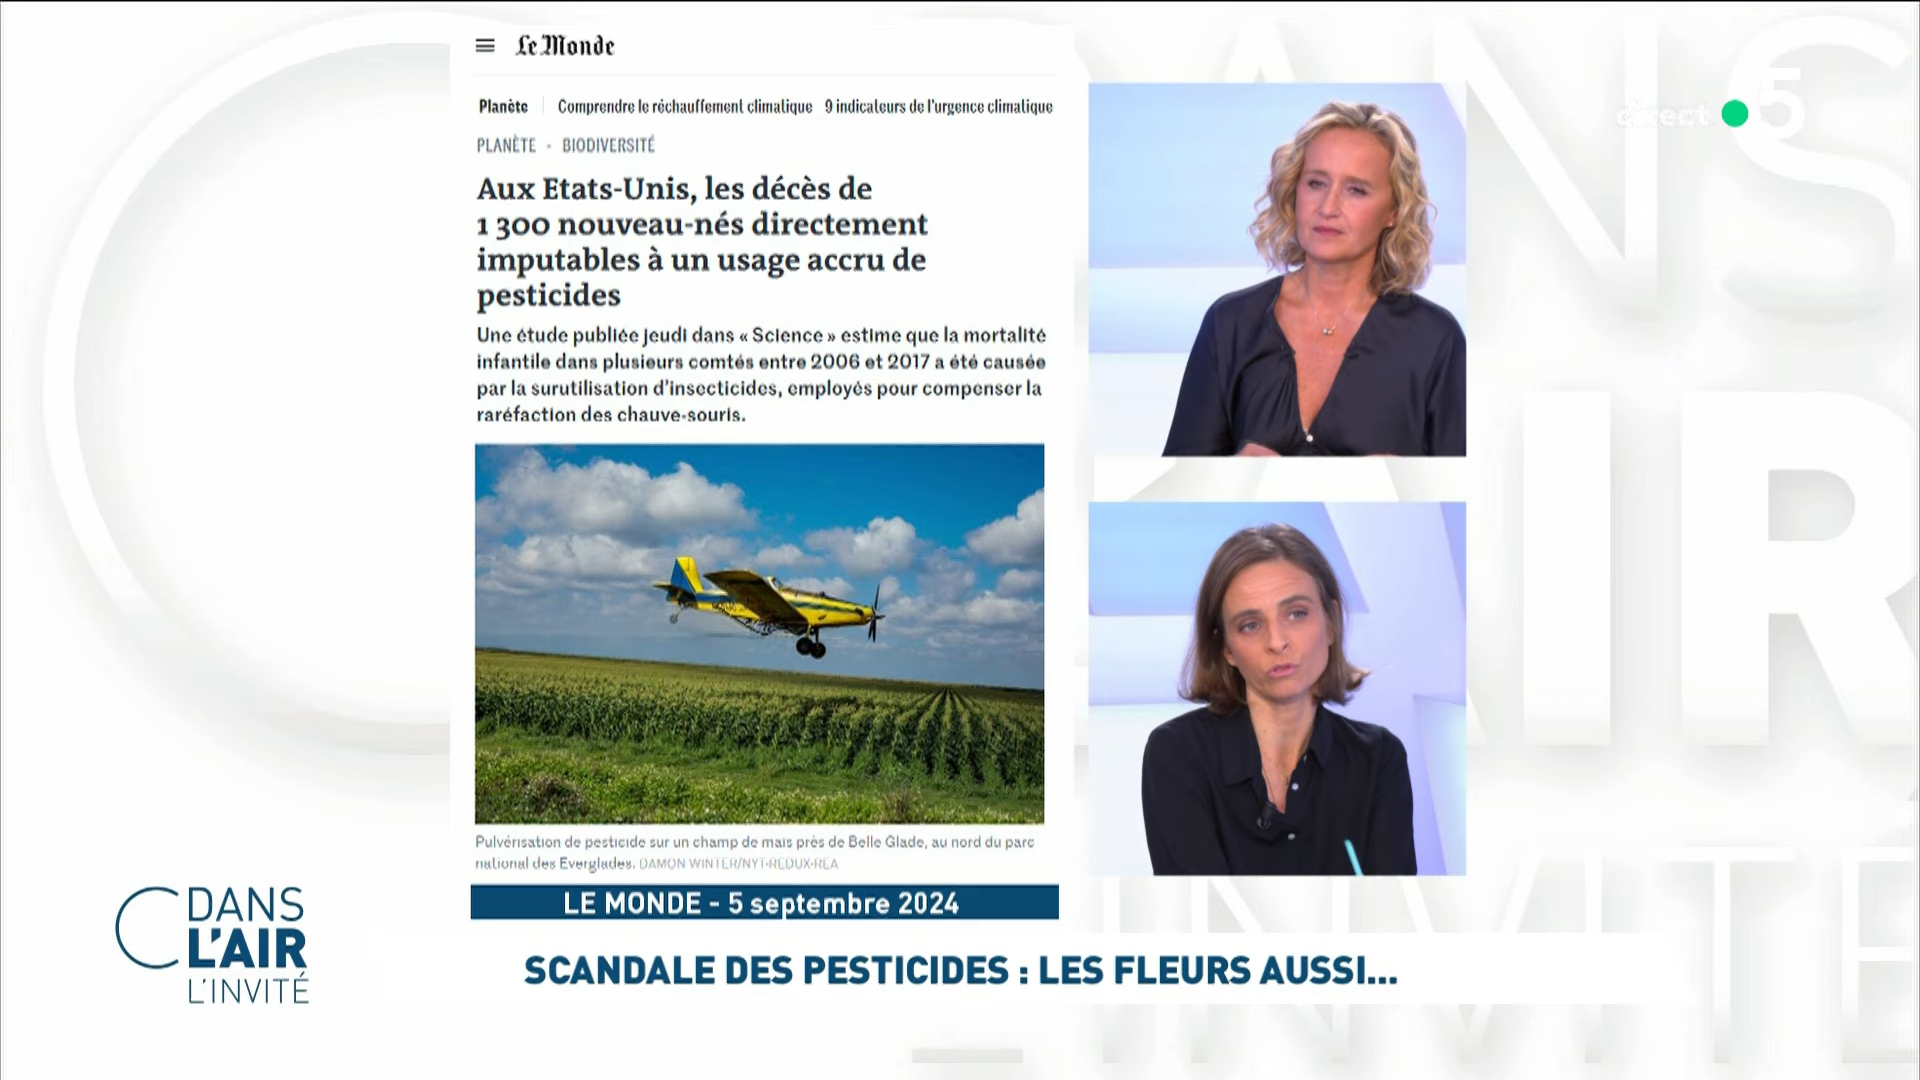 Le Monde
Planète Comprendre le réchauffement climatique 9 indicateurs de l'urgence climatique
PLANÈTE • BIODIVERSITÉ
Aux Etats-Unis, les décès de
1 300 nouveau-nés directement
imputables à un usage accru de
pesticides
Une étude publiée jeudi dans « Science » estime que la mortalité
infantile dans plusieurs comtés entre 2006 et 2017 a été causée
par la surutilisation d'insecticides, employés pour compenser la
raréfaction des chauve-souris.
Pulvérisation de pesticide sur un champ de maïs près de Belle Glade, au nord du parc
national des Everglades. DAMON WINTER/NYT-REDUX-REA
LE MONDE - 5 septembre 2024
direct 5
C DANS
L'AIR
L'INVITÉ
SCANDALE DES PESTICIDES : LES FLEURS AUSSI...